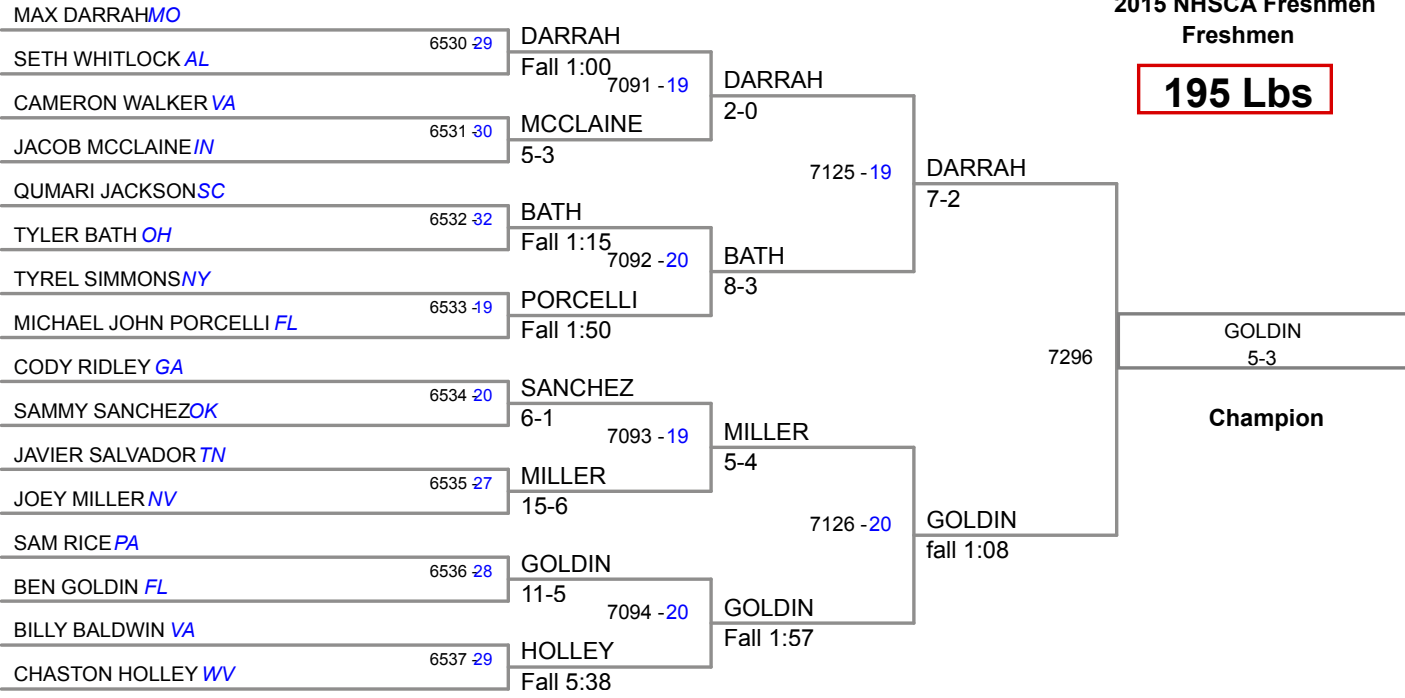 2015 NHSCA Freshmen
Freshmen
195 Lbs
MAX DARRAH MO
SETH WHITLOCK AL
CAMERON WALKER VA
JACOB MCCLAINE IN
QUMARI JACKSON SC
TYLER BATH OH
TYREL SIMMONS NY
MICHAEL JOHN PORCELLI FL
CODY RIDLEY GA
SAMMY SANCHEZ OK
JAVIER SALVADOR TN
JOEY MILLER NV
SAM RICE PA
BEN GOLDIN FL
BILLY BALDWIN VA
CHASTON HOLLEY WV
6530 -29
6531 -30
6532 -32
6533 -19
6534 -20
6535 -27
6536 -28
6537 -29
DARRAH
Fall 1:00
MCCLAINE
5-3
BATH
Fall 1:15
PORCELLI
Fall 1:50
SANCHEZ
6-1
MILLER
15-6
GOLDIN
11-5
HOLLEY
Fall 5:38
7091 -19
7092 -20
7093 -19
7094 -20
DARRAH
2-0
BATH
8-3
MILLER
5-4
GOLDIN
Fall 1:57
7125 -19
7126 -20
DARRAH
7-2
GOLDIN
fall 1:08
7296
GOLDIN
5-3
Champion